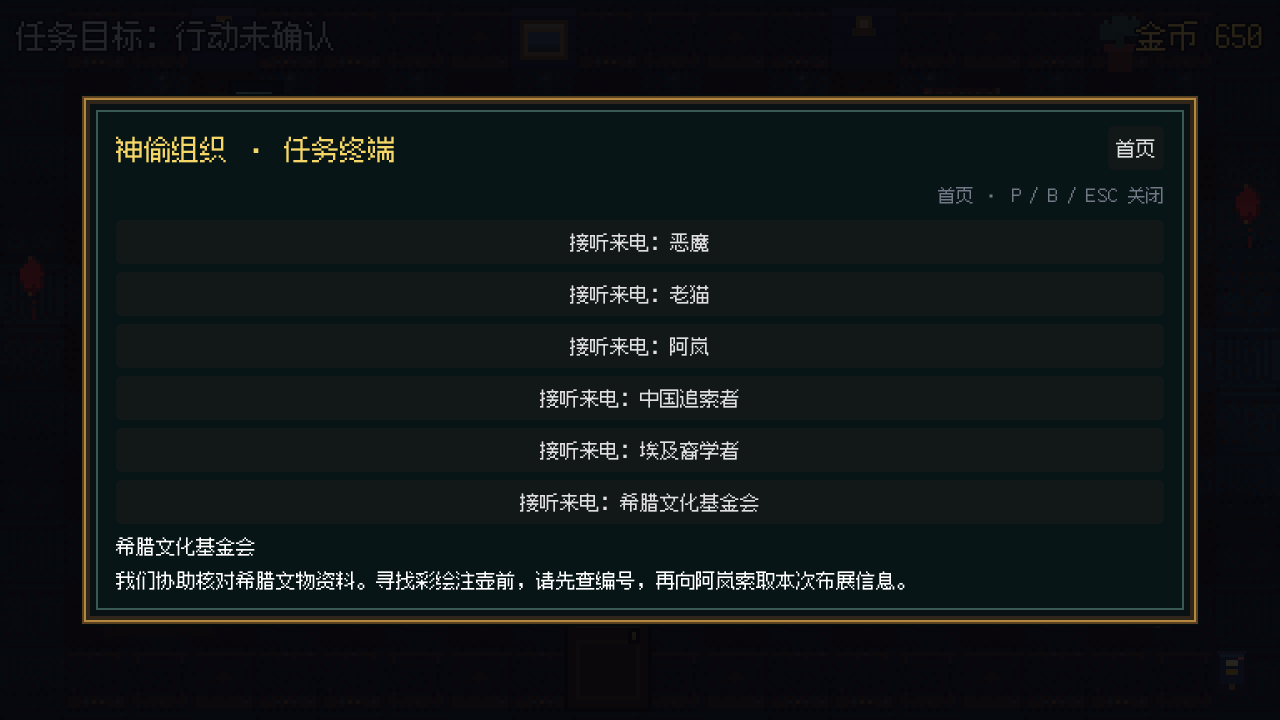 任务目标: 行动未确认
金币 650
神偷组织 · 任务终端
首页
首页 · P / B / ESC 关闭
接听来电: 恶魔
接听来电: 老猫
接听来电: 阿岚
接听来电: 中国追索者
接听来电: 埃及裔学者
接听来电: 希腊文化基金会
希腊文化基金会
我们协助核对希腊文物资料。寻找彩绘注壶前，请先查编号，再向阿岚索取本次布展信息。